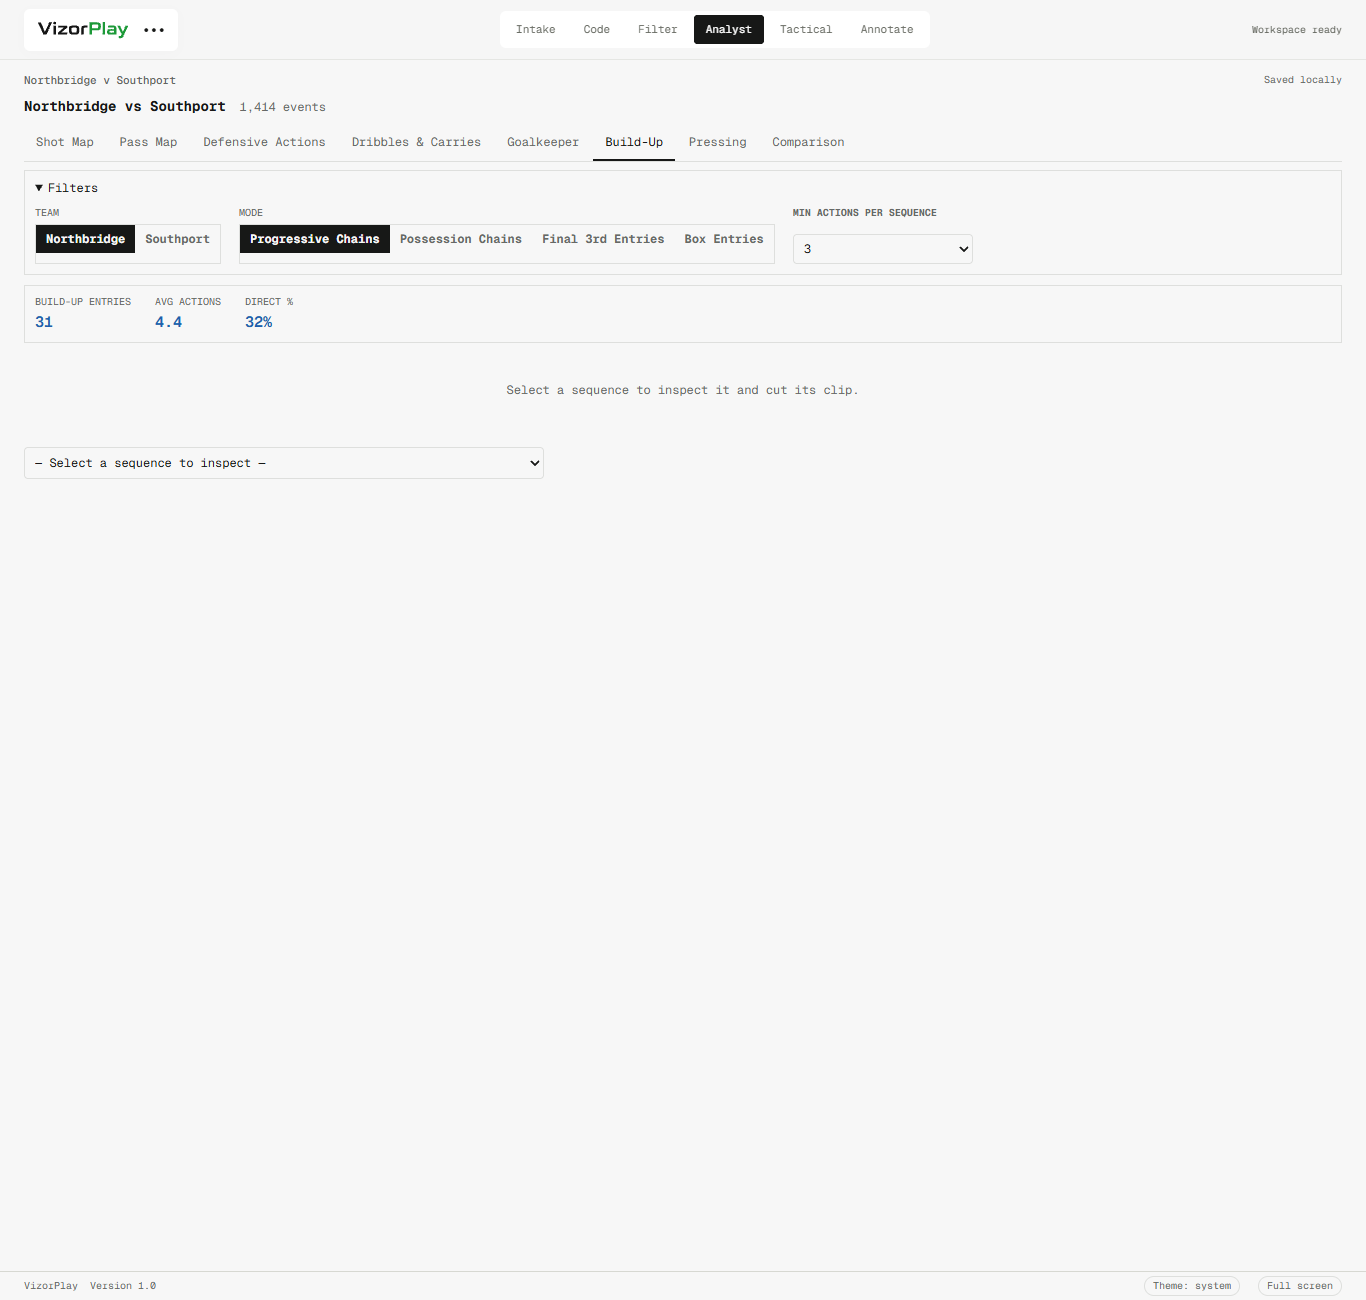 VizorPlay •••
Intake Code Filter Analyst Tactical Annotate
Workspace ready
Northbridge v Southport
Saved locally
Northbridge vs Southport 1,414 events
Shot Map Pass Map Defensive Actions Dribbles & Carries Goalkeeper Build-Up Pressing Comparison
▼ Filters
TEAM MODE MIN ACTIONS PER SEQUENCE
Northbridge Southport Progressive Chains Possession Chains Final 3rd Entries Box Entries
3
BUILD-UP ENTRIES AVG ACTIONS DIRECT %
31 4.4 32%
Select a sequence to inspect it and cut its clip.
— Select a sequence to inspect —
VizorPlay Version 1.0
Theme: system Full screen